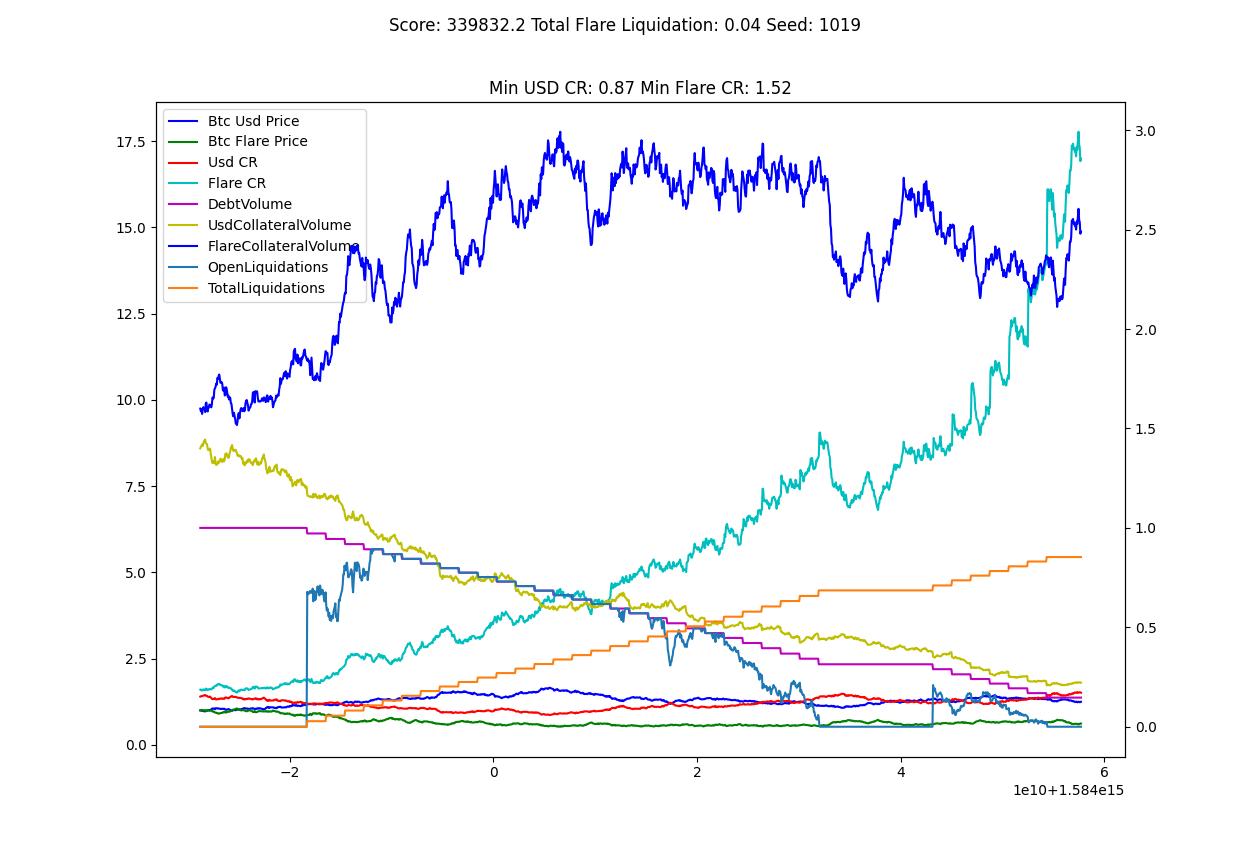 Score: 339832.2 Total Flare Liquidation: 0.04 Seed: 1019
Min USD CR: 0.87 Min Flare CR: 1.52
Btc Usd Price
Btc Flare Price
Usd CR
Flare CR
DebtVolume
UsdCollateralVolume
FlareCollateralVolume
OpenLiquidations
TotalLiquidations
17.5
15.0
12.5
10.0
7.5
5.0
2.5
0.0
3.0
2.5
2.0
1.5
1.0
0.5
0.0
−2
0
2
4
6
1e10+1.584e15